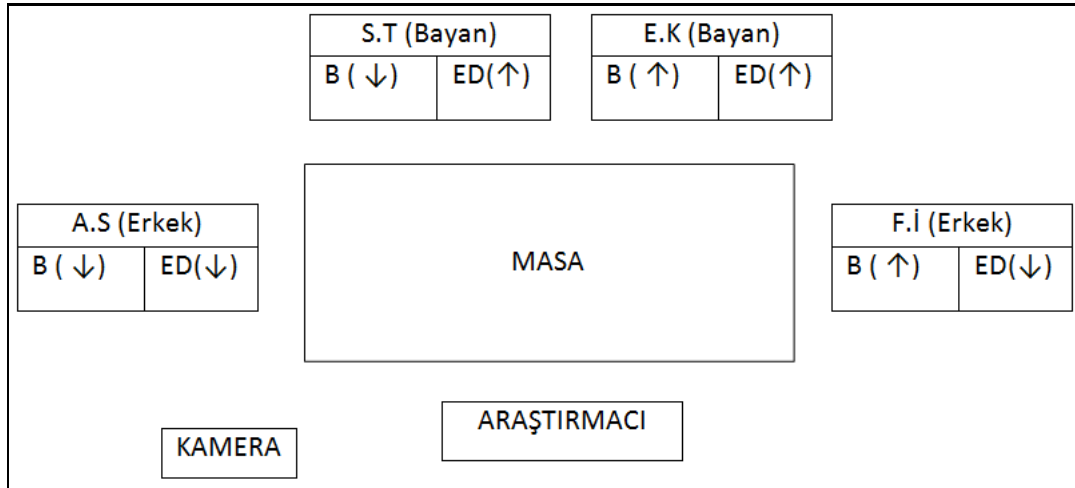 S.T (Bayan)
B ( ↓)
ED(↑)
E.K (Bayan)
B ( ↑)
ED(↑)
A.S (Erkek)
B ( ↓)
ED(↓)
MASA
F.İ (Erkek)
B ( ↑)
ED(↓)
ARAŞTIRMACI
KAMERA